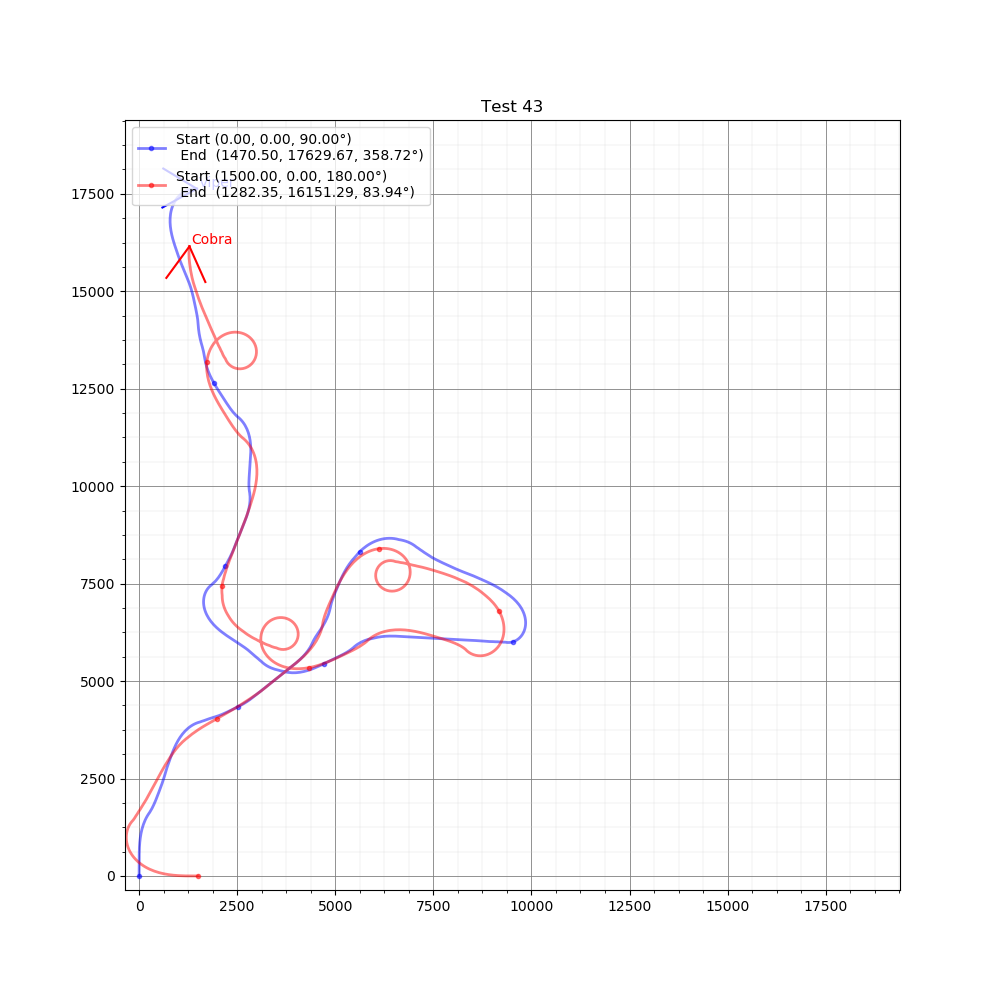 Test 43
Start (0.00, 0.00, 90.00°)
End (1470.50, 17629.67, 358.72°)
Start (1500.00, 0.00, 180.00°)
End (1282.35, 16151.29, 83.94°)
Cobra
17500
15000
12500
10000
7500
5000
2500
0
0 2500 5000 7500 10000 12500 15000 17500